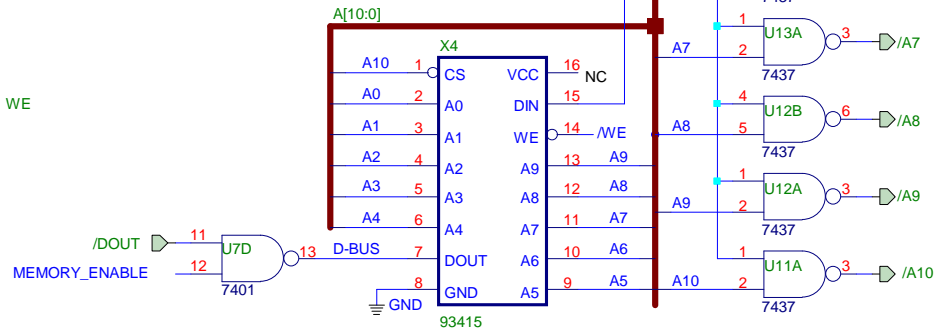 7437
A[10:0]
X4
WE
A10 1 CS VCC 16 NC
A0 2 A0 DIN 15
A1 3 A1 WE 14 /WE
A2 4 A2 A9 13 A9
A3 5 A3 A8 12 A8
A4 6 A4 A7 11 A7
D-BUS 7 DOUT A6 10 A6
8 GND A5 9 A5
GND
93415
/DOUT 11 U7D 13
MEMORY_ENABLE 12
7401
1 U13A 3 /A7
A7 2
7437
4 U12B 6 /A8
A8 5
7437
1 U12A 3 /A9
A9 2
7437
1 U11A 3 /A10
A10 2
7437